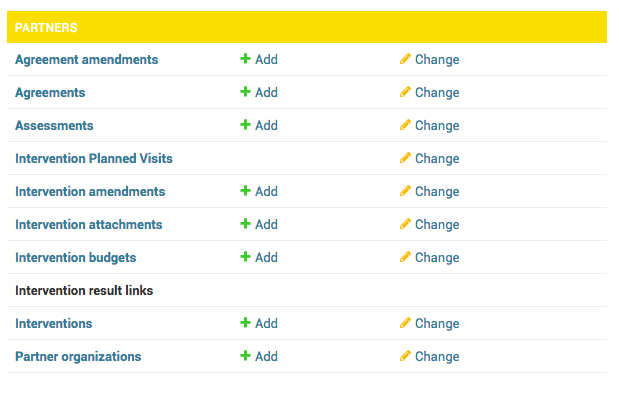 PARTNERS
Agreement amendments Add Change
Agreements Add Change
Assessments Add Change
Intervention Planned Visits Change
Intervention amendments Add Change
Intervention attachments Add Change
Intervention budgets Add Change
Intervention result links
Interventions Add Change
Partner organizations Add Change